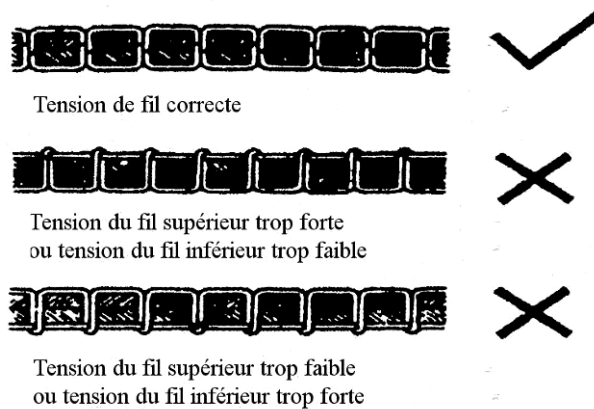 Tension de fil correcte
Tension du fil supérieur trop forte
ou tension du fil inférieur trop faible
Tension du fil supérieur trop faible
ou tension du fil inférieur trop forte